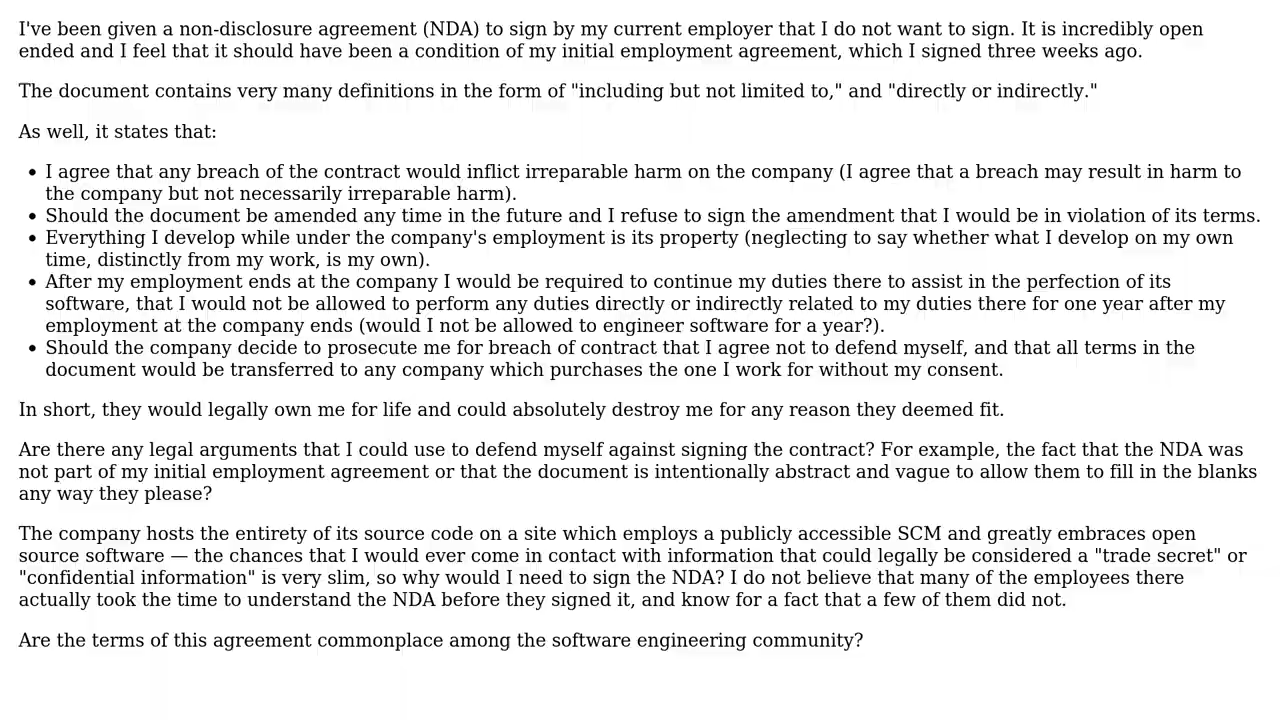 I've been given a non-disclosure agreement (NDA) to sign by my current employer that I do not want to sign. It is incredibly open
ended and I feel that it should have been a condition of my initial employment agreement, which I signed three weeks ago.
The document contains very many definitions in the form of "including but not limited to," and "directly or indirectly."
As well, it states that:
• I agree that any breach of the contract would inflict irreparable harm on the company (I agree that a breach may result in harm to
the company but not necessarily irreparable harm).
• Should the document be amended any time in the future and I refuse to sign the amendment that I would be in violation of its terms.
• Everything I develop while under the company's employment is its property (neglecting to say whether what I develop on my own
time, distinctly from my work, is my own).
• After my employment ends at the company I would be required to continue my duties there to assist in the perfection of its
software, that I would not be allowed to perform any duties directly or indirectly related to my duties there for one year after my
employment at the company ends (would I not be allowed to engineer software for a year?).
• Should the company decide to prosecute me for breach of contract that I agree not to defend myself, and that all terms in the
document would be transferred to any company which purchases the one I work for without my consent.
In short, they would legally own me for life and could absolutely destroy me for any reason they deemed fit.
Are there any legal arguments that I could use to defend myself against signing the contract? For example, the fact that the NDA was
not part of my initial employment agreement or that the document is intentionally abstract and vague to allow them to fill in the blanks
any way they please?
The company hosts the entirety of its source code on a site which employs a publicly accessible SCM and greatly embraces open
source software — the chances that I would ever come in contact with information that could legally be considered a "trade secret" or
"confidential information" is very slim, so why would I need to sign the NDA? I do not believe that many of the employees there
actually took the time to understand the NDA before they signed it, and know for a fact that a few of them did not.
Are the terms of this agreement commonplace among the software engineering community?